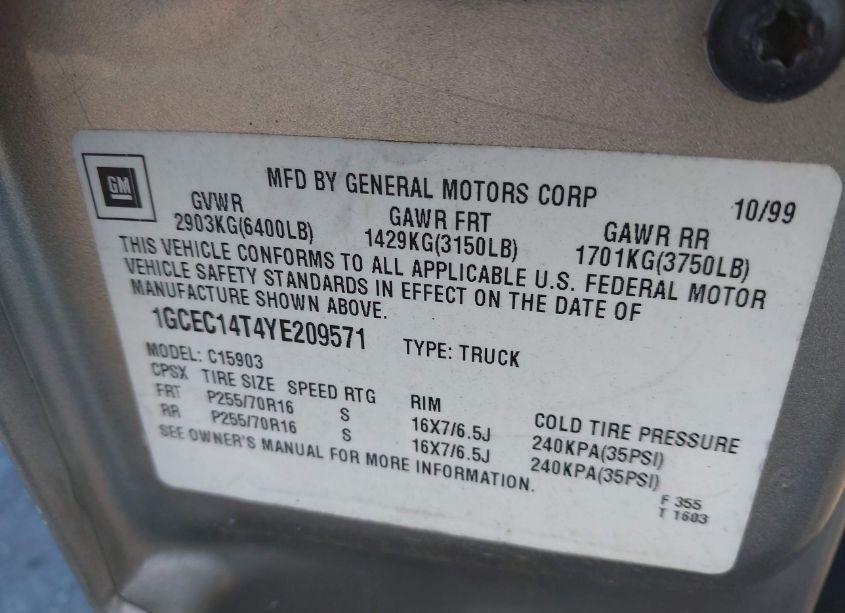 GM
MFD BY GENERAL MOTORS CORP 10/99
GVWR GAWR FRT GAWR RR
2903KG(6400LB) 1429KG(3150LB) 1701KG(3750LB)
THIS VEHICLE CONFORMS TO ALL APPLICABLE U.S. FEDERAL MOTOR
VEHICLE SAFETY STANDARDS IN EFFECT ON THE DATE OF
MANUFACTURE SHOWN ABOVE.
1GCEC14T4YE209571 TYPE: TRUCK
MODEL: C15903
CPSX TIRE SIZE SPEED RTG RIM COLD TIRE PRESSURE
FRT P255/70R16 S 16X7/6.5J 240KPA(35PSI)
RR P255/70R16 S 16X7/6.5J 240KPA(35PSI)
SEE OWNER'S MANUAL FOR MORE INFORMATION.
F 355
T 1603